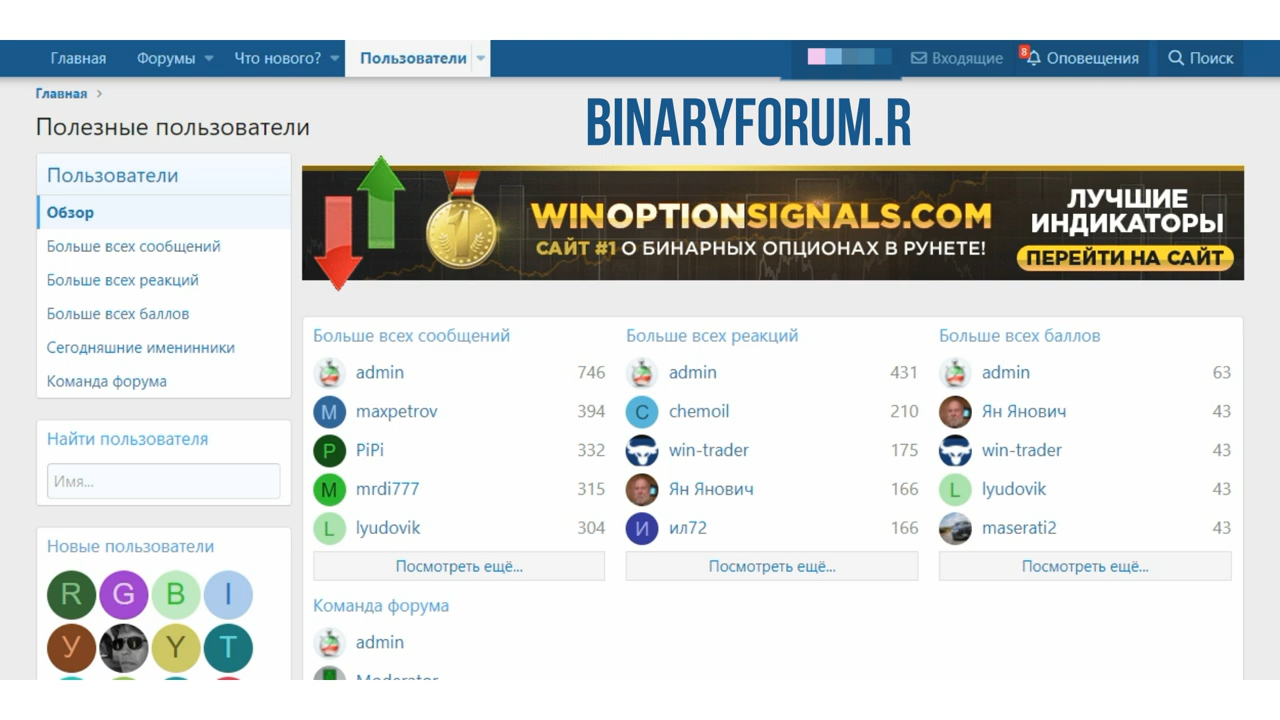 Главная Форумы Что нового? Пользователи 8 Входящие Оповещения Поиск
Главная
Полезные пользователи
BINARYFORUM.R
Пользователи
Обзор
Больше всех сообщений
Больше всех реакций
Больше всех баллов
Сегодняшние именинники
Команда форума
Найти пользователя
Имя...
Новые пользователи
R G B I
У Y T
1
WINOPTIONSIGNALS.COM
САЙТ #1 О БИНАРНЫХ ОПЦИОНАХ В РУНЕТЕ!
ЛУЧШИЕ
ИНДИКАТОРЫ
ПЕРЕЙТИ НА САЙТ
Больше всех сообщений
admin 746
M maxpetrov 394
P PiPi 332
M mrdi777 315
L lyudovik 304
Посмотреть ещё...
Больше всех реакций
admin 431
C chemoil 210
win-trader 175
Ян Янович 166
И ил72 166
Посмотреть ещё...
Больше всех баллов
admin 63
Ян Янович 43
win-trader 43
L lyudovik 43
maserati2 43
Посмотреть ещё...
Команда форума
admin
Moderator